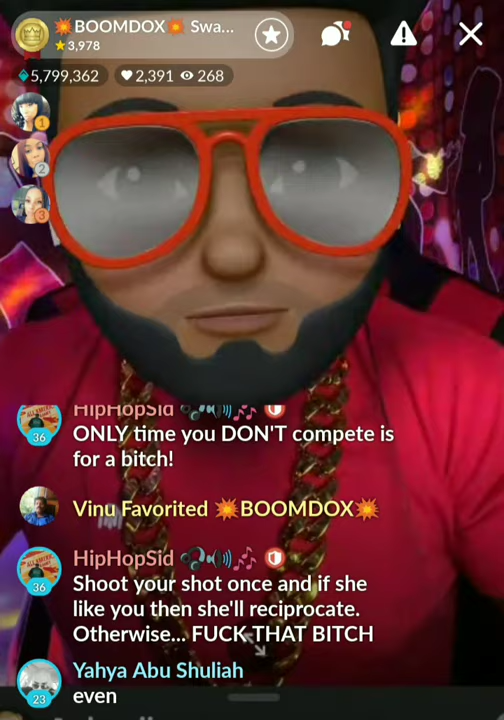 💥BOOMDOX💥 Swa...
3,978
5,799,362 2,391 268
1
2
3
HipHopSid
36
ONLY time you DON'T compete is
for a bitch!
Vinu Favorited 💥BOOMDOX💥
HipHopSid
36
Shoot your shot once and if she
like you then she'll reciprocate.
Otherwise... FUCK THAT BITCH
Yahya Abu Shuliah
23
even